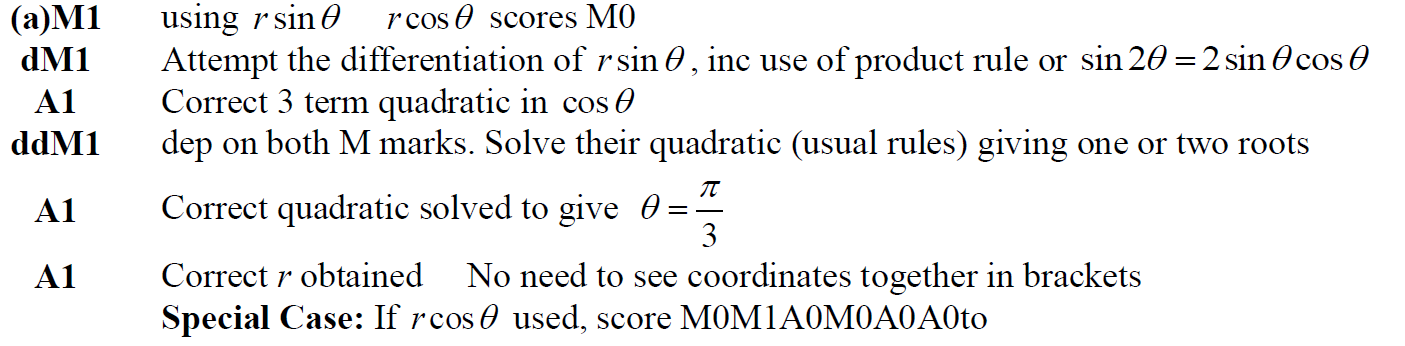 (a)M1 using r sin θ r cos θ scores M0
dM1 Attempt the differentiation of r sin θ, inc use of product rule or sin 2θ = 2 sin θ cos θ
A1 Correct 3 term quadratic in cos θ
ddM1 dep on both M marks. Solve their quadratic (usual rules) giving one or two roots
A1 Correct quadratic solved to give θ = π/3
A1 Correct r obtained No need to see coordinates together in brackets
Special Case: If r cos θ used, score M0M1A0M0A0A0to